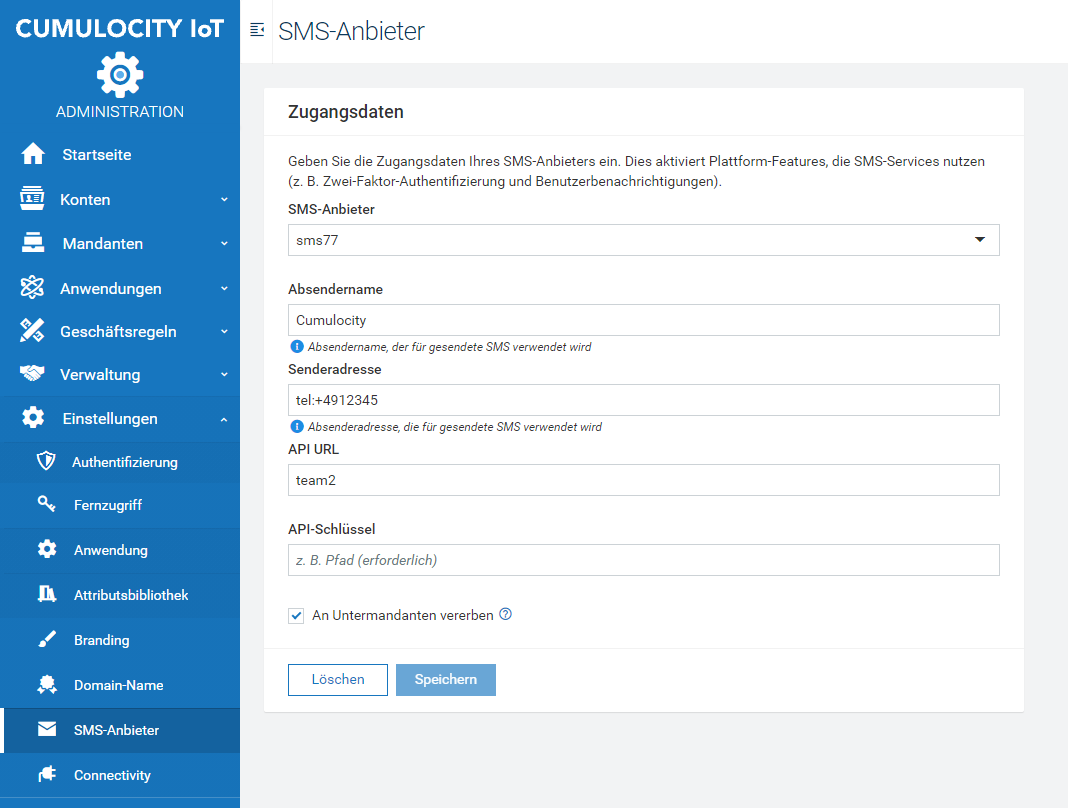 CUMULOCITY IoT
ADMINISTRATION
Startseite
Konten
Mandanten
Anwendungen
Geschäftsregeln
Verwaltung
Einstellungen
Authentifizierung
Fernzugriff
Anwendung
Attributsbibliothek
Branding
Domain-Name
SMS-Anbieter
Connectivity
SMS-Anbieter
Zugangsdaten
Geben Sie die Zugangsdaten Ihres SMS-Anbieters ein. Dies aktiviert Plattform-Features, die SMS-Services nutzen
(z. B. Zwei-Faktor-Authentifizierung und Benutzerbenachrichtigungen).
SMS-Anbieter
sms77
Absendername
Cumulocity
Absendername, der für gesendete SMS verwendet wird
Senderadresse
tel:+4912345
Absenderadresse, die für gesendete SMS verwendet wird
API URL
team2
API-Schlüssel
z. B. Pfad (erforderlich)
An Untermandanten vererben
Löschen
Speichern